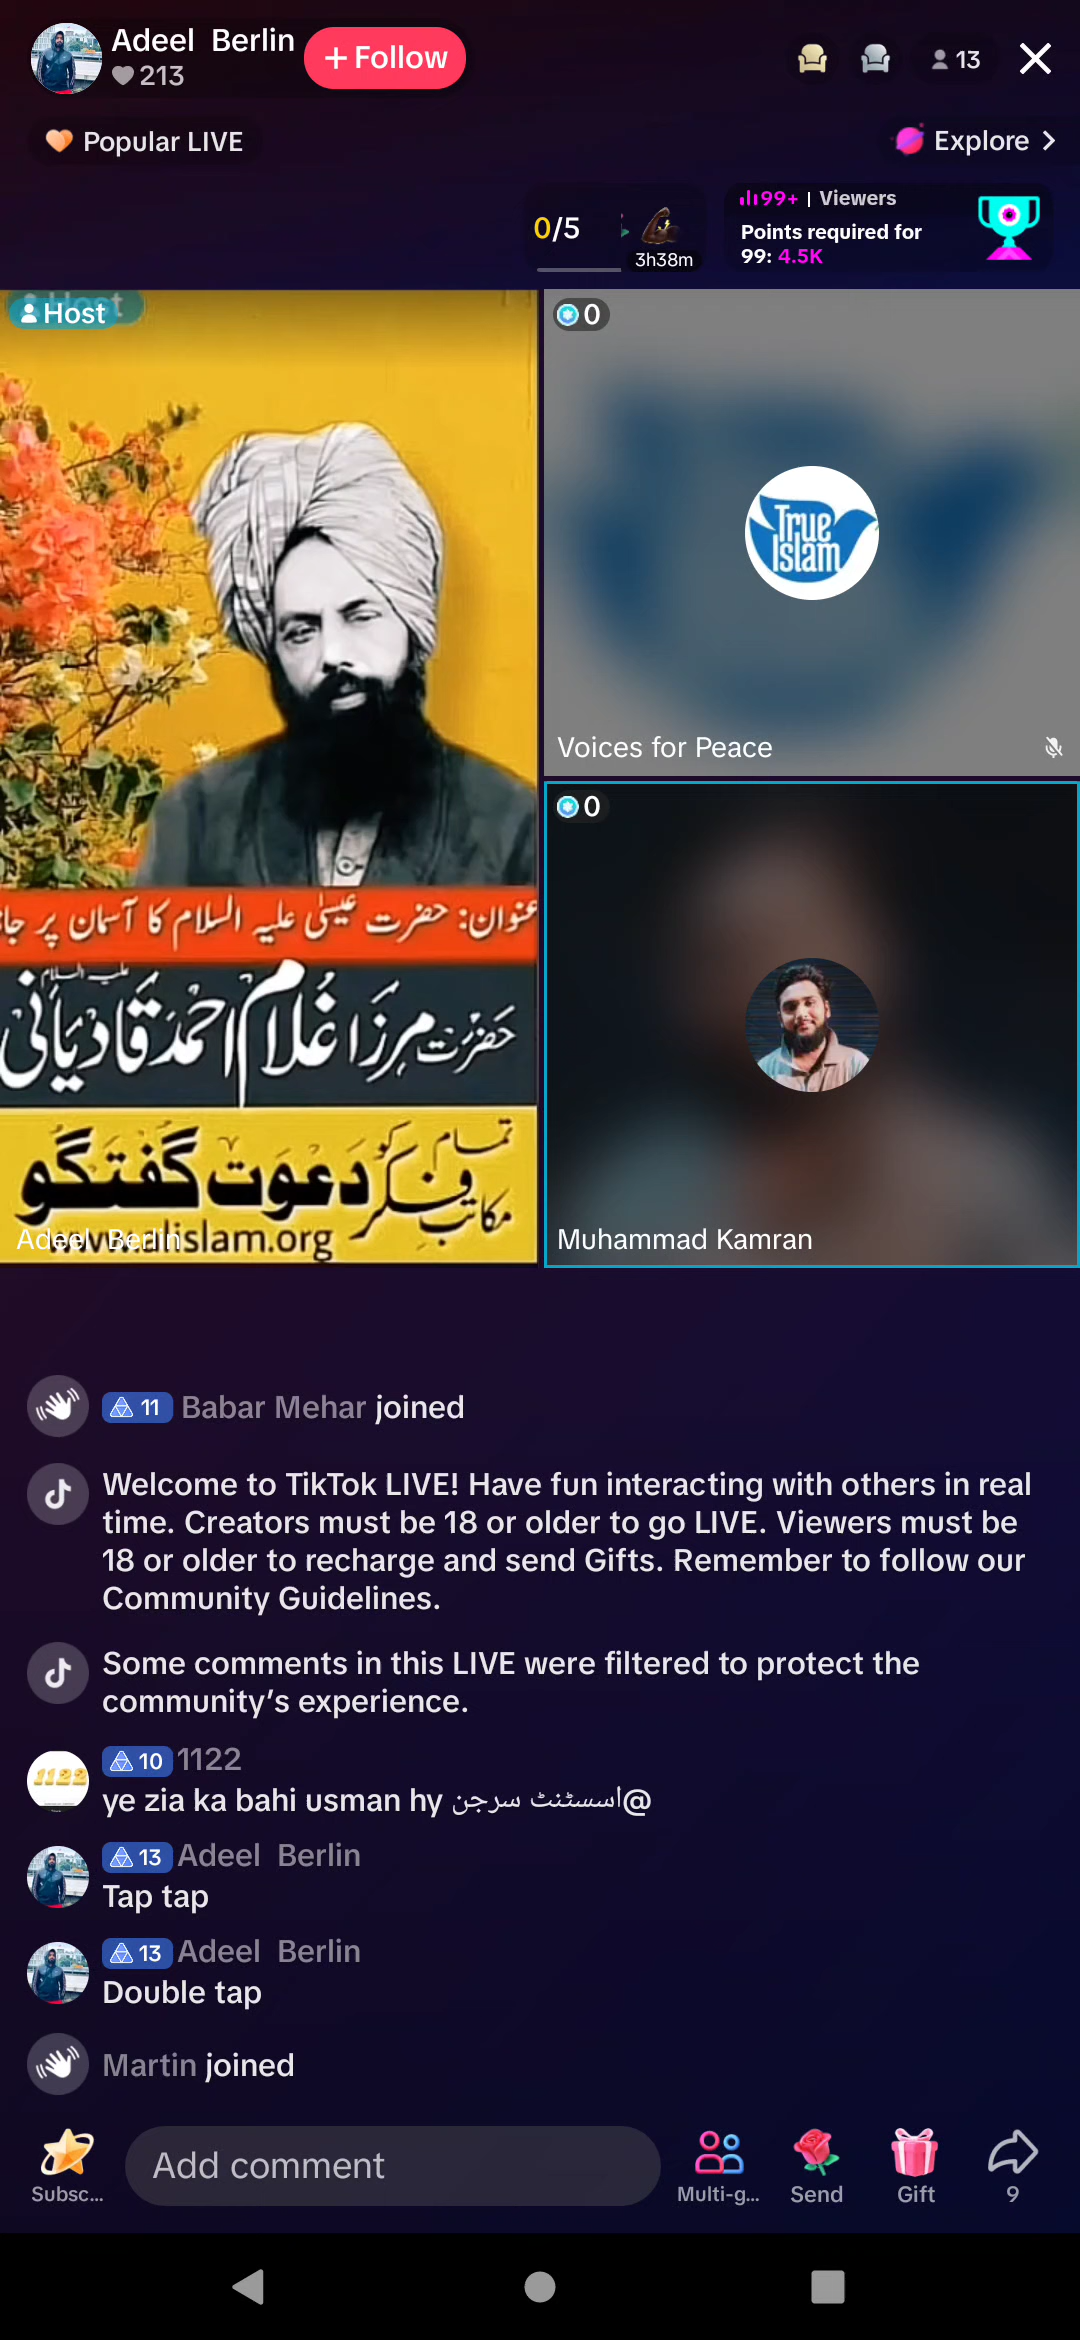 Adeel Berlin
213
+ Follow
13
Popular LIVE
Explore
0/5
3h38m
99+ | Viewers
Points required for
99: 4.5K
Host
عنوان: حضرت عیسیٰ علیہ السلام کا آسمان پر
حضرت مرزا غلام احمد قادیانی
تمام مکاتب فکر کو دعوت گفتگو
Adeel Berlin
0
True
Islam
Voices for Peace
0
Muhammad Kamran
11 Babar Mehar joined
Welcome to TikTok LIVE! Have fun interacting with others in real
time. Creators must be 18 or older to go LIVE. Viewers must be
18 or older to recharge and send Gifts. Remember to follow our
Community Guidelines.
Some comments in this LIVE were filtered to protect the
community's experience.
10 1122
ye zia ka bahi usman hy @اسسٹنٹ سرجن
13 Adeel Berlin
Tap tap
13 Adeel Berlin
Double tap
Martin joined
Add comment
Subsc...
Multi-g...
Send
Gift
9